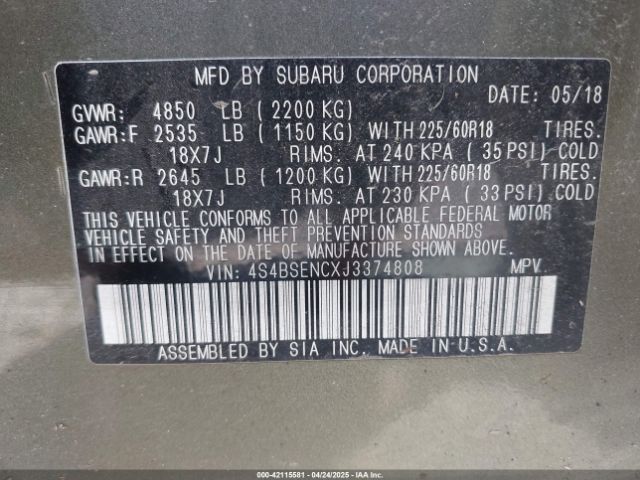 MFD BY SUBARU CORPORATION
DATE: 05/18
GVWR: 4850 LB ( 2200 KG)
GAWR:F 2535 LB ( 1150 KG) WITH 225/60R18 TIRES.
18X7J RIMS. AT 240 KPA ( 35 PSI) COLD
GAWR:R 2645 LB ( 1200 KG) WITH 225/60R18 TIRES.
18X7J RIMS. AT 230 KPA ( 33 PSI) COLD
THIS VEHICLE CONFORMS TO ALL APPLICABLE FEDERAL MOTOR
VEHICLE SAFETY AND THEFT PREVENTION STANDARDS
IN EFFECT ON THE DATE OF MANUFACTURE SHOWN ABOVE.
VIN: 4S4BSENCXJ3374808 MPV
ASSEMBLED BY SIA INC. MADE IN U.S.A.
000-42115581 - 04/24/2025 - IAAI.com